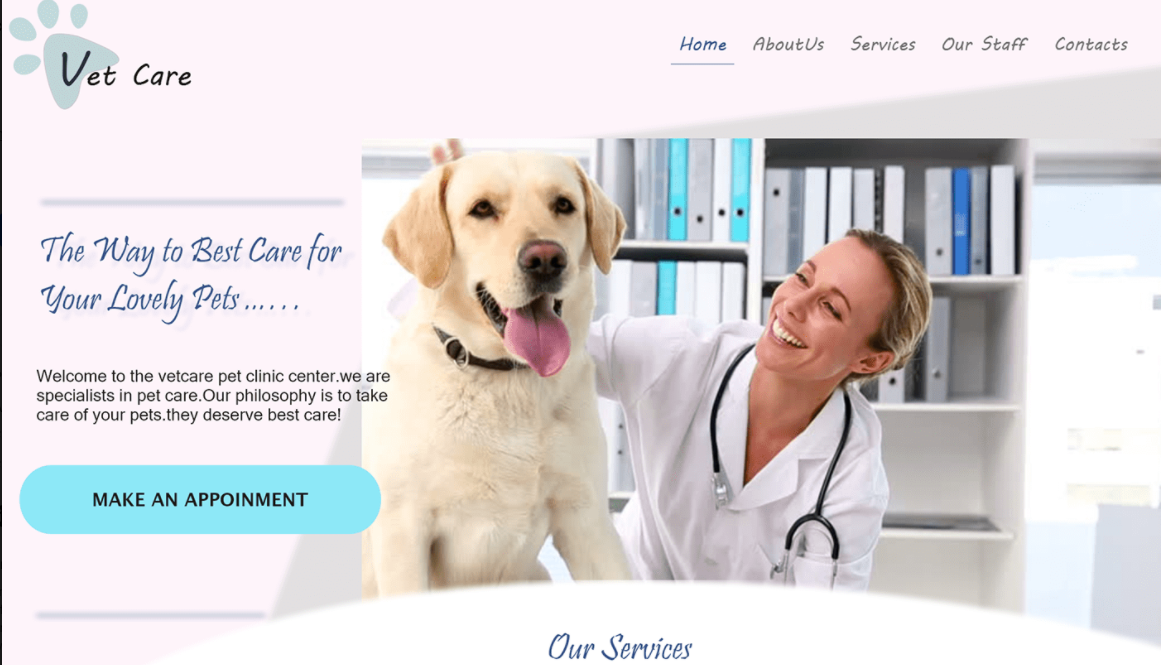 Vet Care
Home AboutUs Services Our Staff Contacts
The Way to Best Care for
Your Lovely Pets......
Welcome to the vetcare pet clinic center.we are
specialists in pet care.Our philosophy is to take
care of your pets.they deserve best care!
MAKE AN APPOINMENT
Our Services